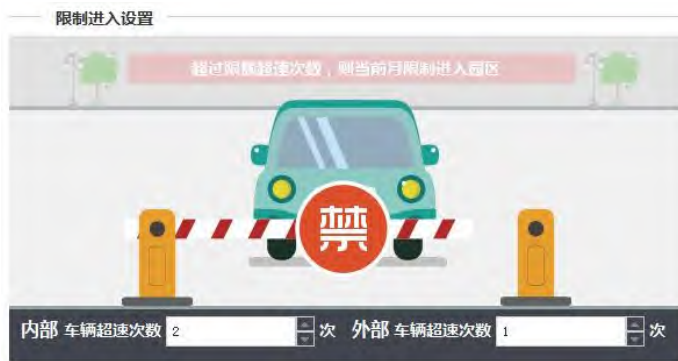 限制进入设置
超过限额超速次数，则当前月限制进入园区
禁
内部 车辆超速次数 2 次 外部 车辆超速次数 1 次